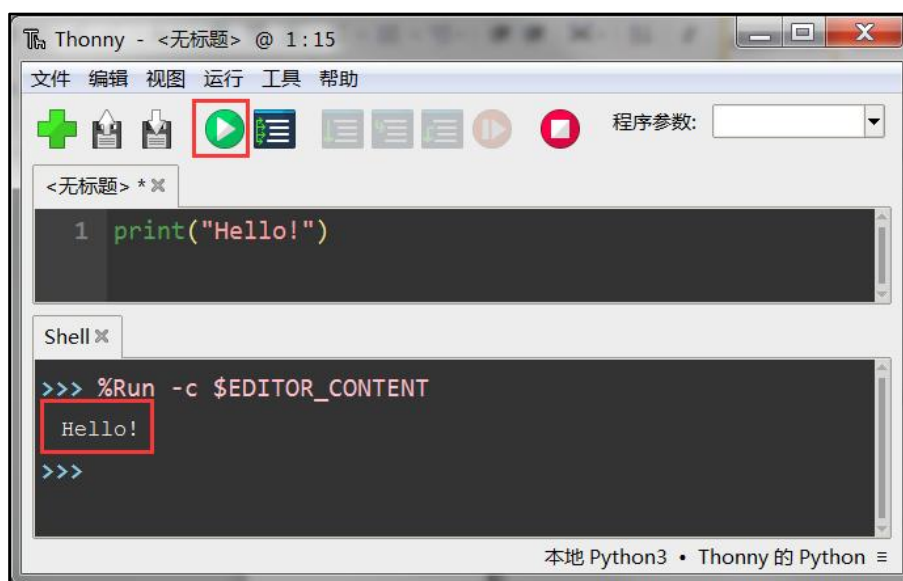 Thonny - <无标题> @ 1:15
文件 编辑 视图 运行 工具 帮助
程序参数:
<无标题> *
1 print("Hello!")
Shell
>>> %Run -c $EDITOR_CONTENT
Hello!
>>>
本地 Python3 • Thonny 的 Python ≡